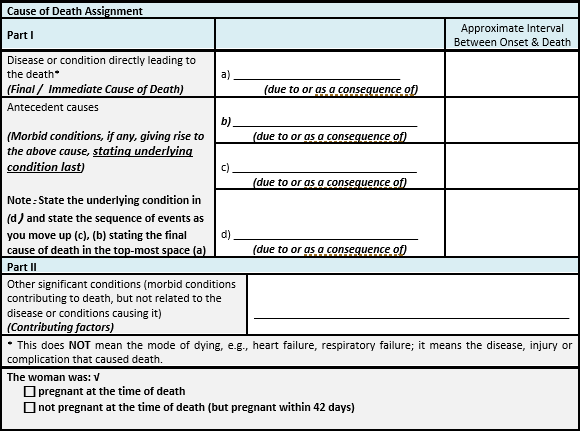 Cause of Death Assignment
Part I
Approximate Interval
Between Onset & Death
Disease or condition directly leading to
the death*
(Final / Immediate Cause of Death)
a) ____________________________
(due to or as a consequence of)
Antecedent causes
(Morbid conditions, if any, giving rise to
the above cause, stating underlying
condition last)
Note:- State the underlying condition in
(d) and state the sequence of events as
you move up (c), (b) stating the final
cause of death in the top-most space (a)
b) ____________________________
(due to or as a consequence of)
c) ____________________________
(due to or as a consequence of)
d) ____________________________
(due to or as a consequence of)
Part II
Other significant conditions (morbid conditions
contributing to death, but not related to the
disease or conditions causing it)
(Contributing factors)
* This does NOT mean the mode of dying, e.g., heart failure, respiratory failure; it means the disease, injury or
complication that caused death.
The woman was: √
☐ pregnant at the time of death
☐ not pregnant at the time of death (but pregnant within 42 days)